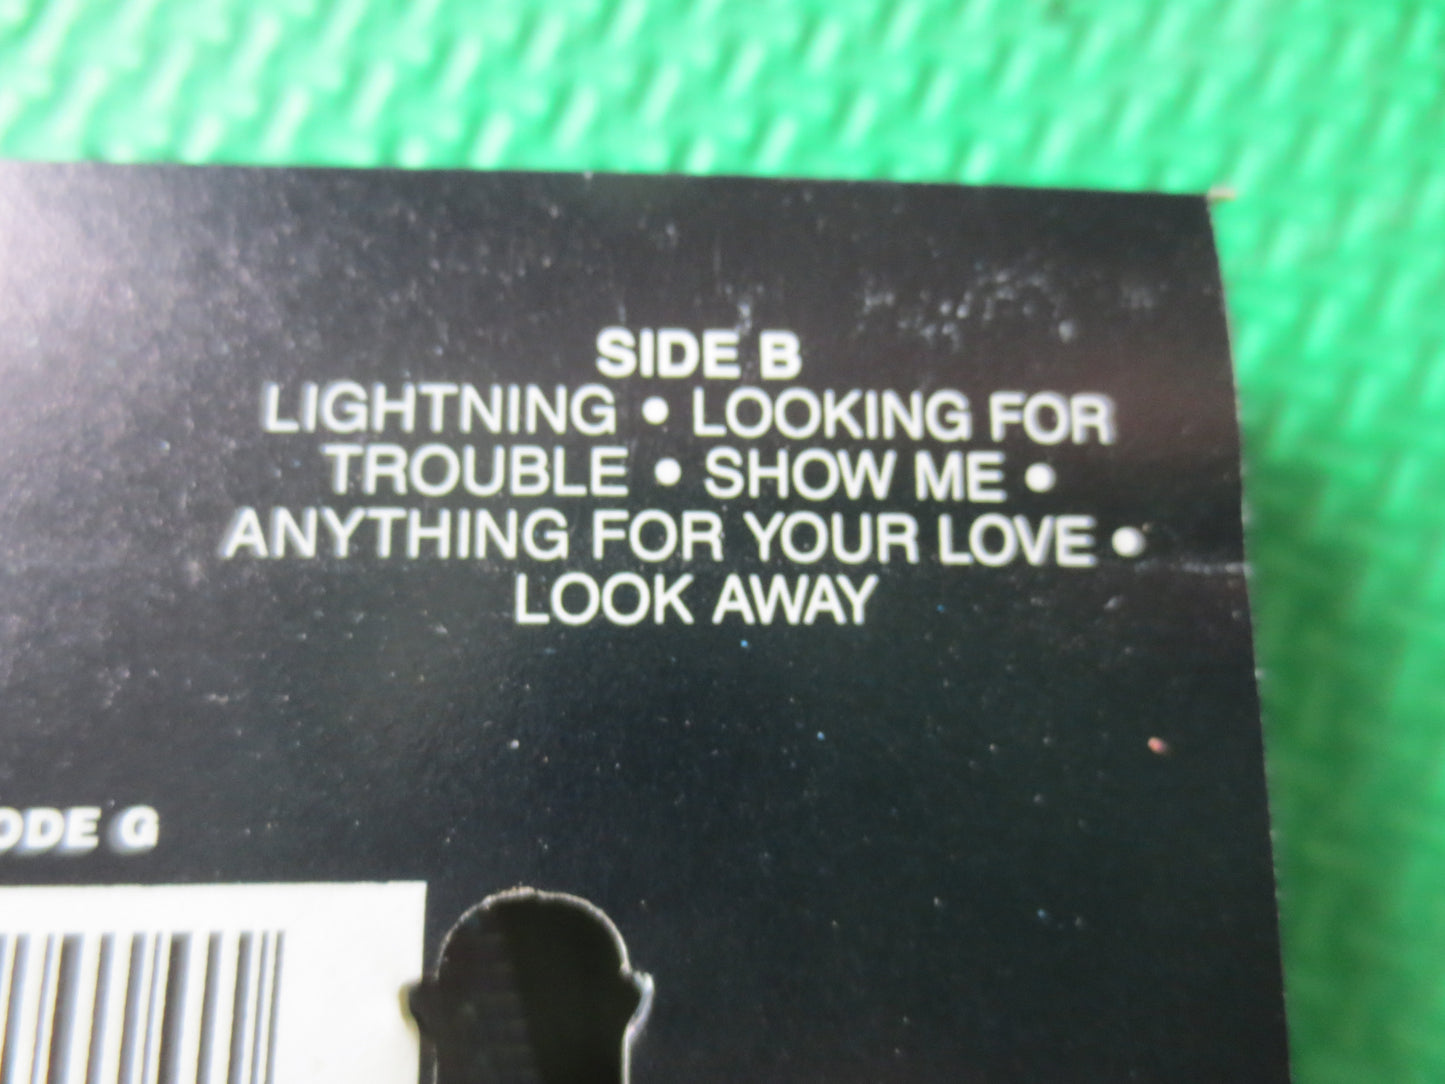 SIDE B
LIGHTNING • LOOKING FOR
TROUBLE • SHOW ME •
ANYTHING FOR YOUR LOVE •
LOOK AWAY
ODE G